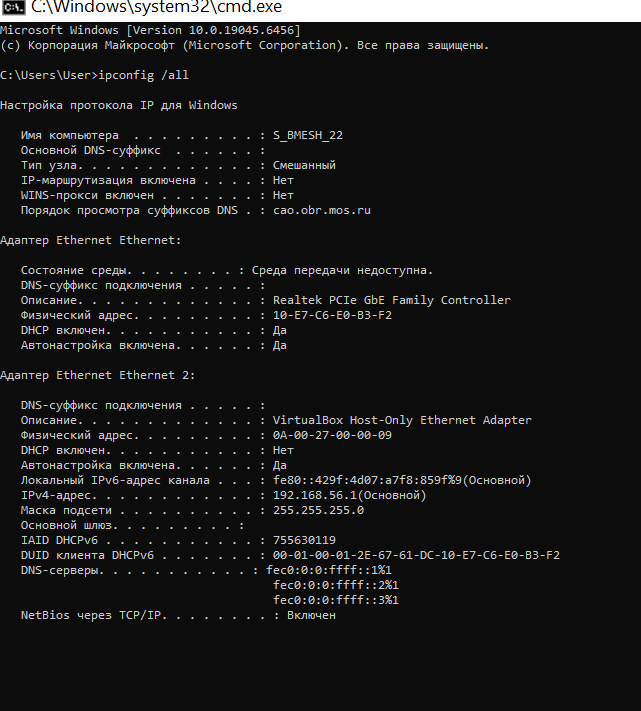 C:\Windows\system32\cmd.exe
Microsoft Windows [Version 10.0.19045.6456]
(c) Корпорация Майкрософт (Microsoft Corporation). Все права защищены.
C:\Users\User>ipconfig /all
Настройка протокола IP для Windows
Имя компьютера . . . . . . . . . : S_BMESH_22
Основной DNS-суффикс . . . . . . :
Тип узла. . . . . . . . . . . . . : Смешанный
IP-маршрутизация включена . . . . : Нет
WINS-прокси включен . . . . . . . : Нет
Порядок просмотра суффиксов DNS . : cao.obr.mos.ru
Адаптер Ethernet Ethernet:
Состояние среды. . . . . . . . : Среда передачи недоступна.
DNS-суффикс подключения . . . . . :
Описание. . . . . . . . . . . . . : Realtek PCIe GbE Family Controller
Физический адрес. . . . . . . . . : 10-E7-C6-E0-B3-F2
DHCP включен. . . . . . . . . . . : Да
Автонастройка включена. . . . . . : Да
Адаптер Ethernet Ethernet 2:
DNS-суффикс подключения . . . . . :
Описание. . . . . . . . . . . . . : VirtualBox Host-Only Ethernet Adapter
Физический адрес. . . . . . . . . : 0A-00-27-00-00-09
DHCP включен. . . . . . . . . . . : Нет
Автонастройка включена. . . . . . : Да
Локальный IPv6-адрес канала . . . : fe80::429f:4d07:a7f8:859f%9(Основной)
IPv4-адрес. . . . . . . . . . . . : 192.168.56.1(Основной)
Маска подсети . . . . . . . . . . : 255.255.255.0
Основной шлюз. . . . . . . . . :
IAID DHCPv6 . . . . . . . . . . . : 755630119
DUID клиента DHCPv6 . . . . . . . : 00-01-00-01-2E-67-61-DC-10-E7-C6-E0-B3-F2
DNS-серверы. . . . . . . . . . . : fec0:0:0:ffff::1%1
fec0:0:0:ffff::2%1
fec0:0:0:ffff::3%1
NetBios через TCP/IP. . . . . . . . : Включен